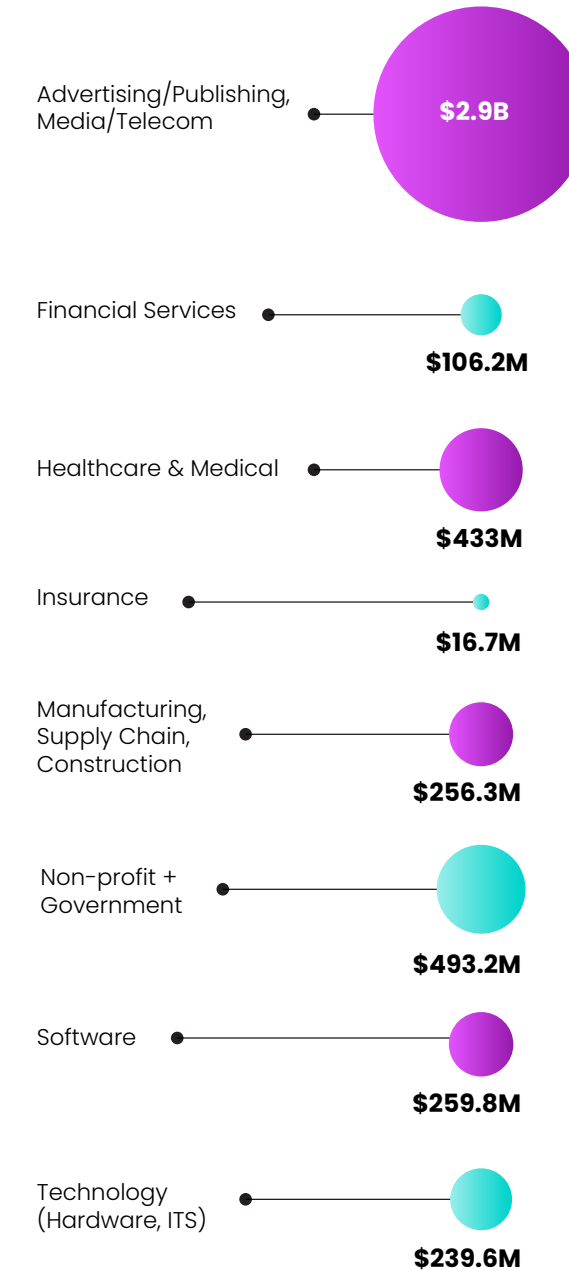 Advertising/Publishing,
Media/Telecom
$2.9B
Financial Services
$106.2M
Healthcare & Medical
$433M
Insurance
$16.7M
Manufacturing,
Supply Chain,
Construction
$256.3M
Non-profit +
Government
$493.2M
Software
$259.8M
Technology
(Hardware, ITS)
$239.6M